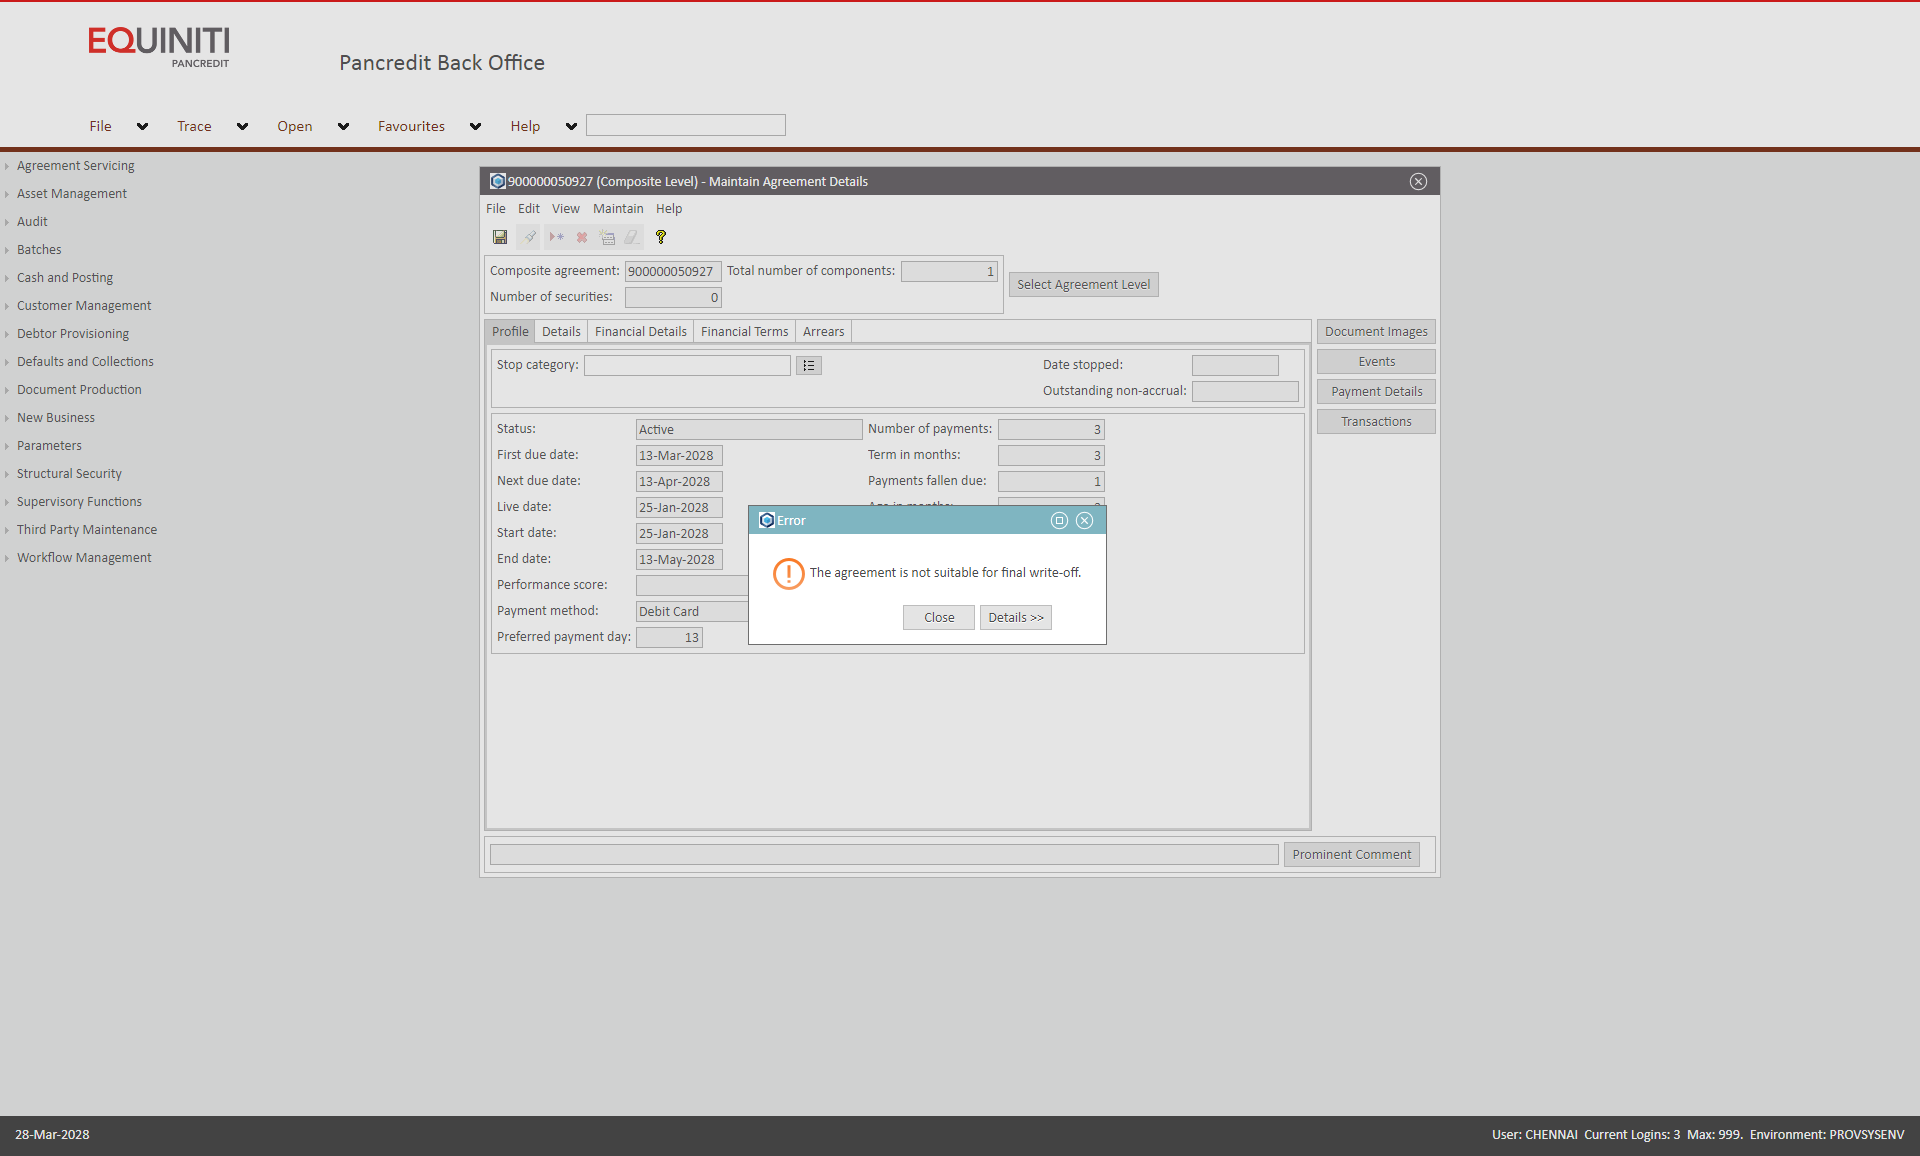 EQUINITI
PANCREDIT
Pancredit Back Office
File Trace Open Favourites Help
Agreement Servicing
Asset Management
Audit
Batches
Cash and Posting
Customer Management
Debtor Provisioning
Defaults and Collections
Document Production
New Business
Parameters
Structural Security
Supervisory Functions
Third Party Maintenance
Workflow Management
900000050927 (Composite Level) - Maintain Agreement Details
File Edit View Maintain Help
Composite agreement: 900000050927 Total number of components: 1
Number of securities: 0
Select Agreement Level
Profile Details Financial Details Financial Terms Arrears
Document Images
Events
Payment Details
Transactions
Stop category: Date stopped:
Outstanding non-accrual:
Status: Active Number of payments: 3
First due date: 13-Mar-2028 Term in months: 3
Next due date: 13-Apr-2028 Payments fallen due: 1
Live date: 25-Jan-2028
Start date: 25-Jan-2028
End date: 13-May-2028
Performance score:
Payment method: Debit Card
Preferred payment day: 13
Error
The agreement is not suitable for final write-off.
Close Details >>
Prominent Comment
28-Mar-2028
User: CHENNAI Current Logins: 3 Max: 999. Environment: PROVSYSENV